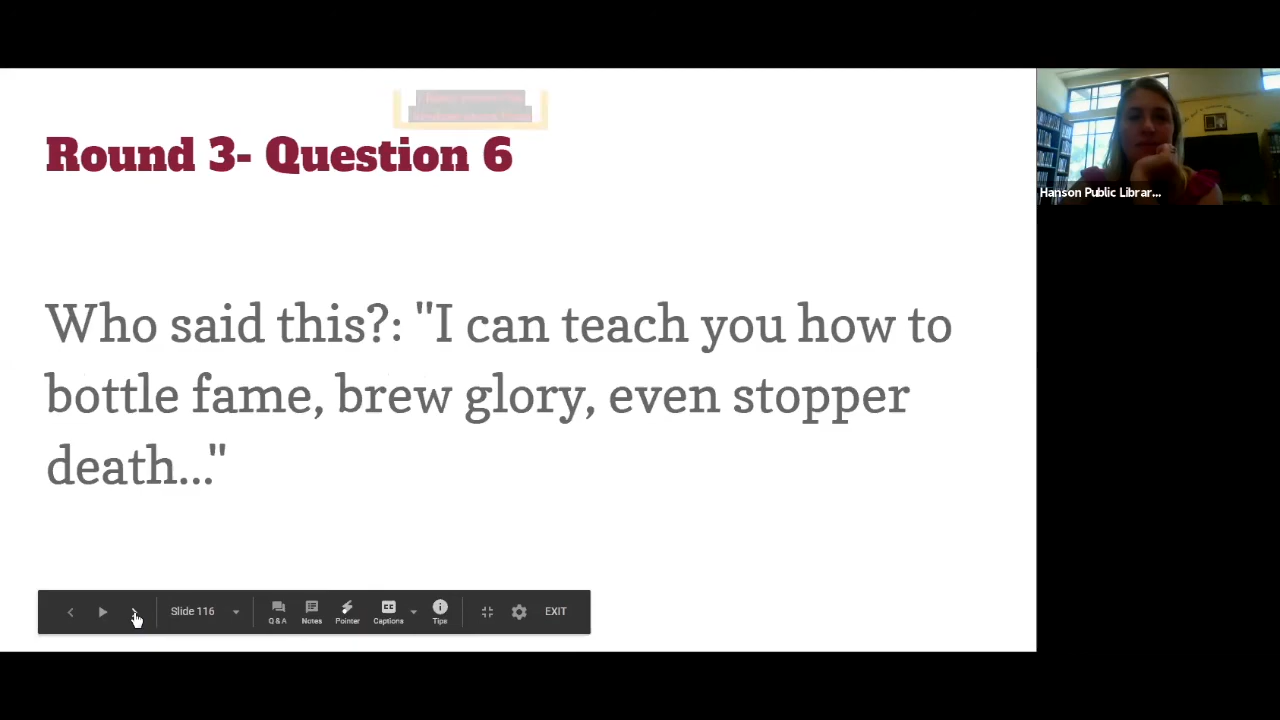 Round 3- Question 6
Hanson Public Librar...
Who said this?: "I can teach you how to
bottle fame, brew glory, even stopper
death..."
Slide 116
Q & A
Notes
Pointer
Captions
Tips
EXIT